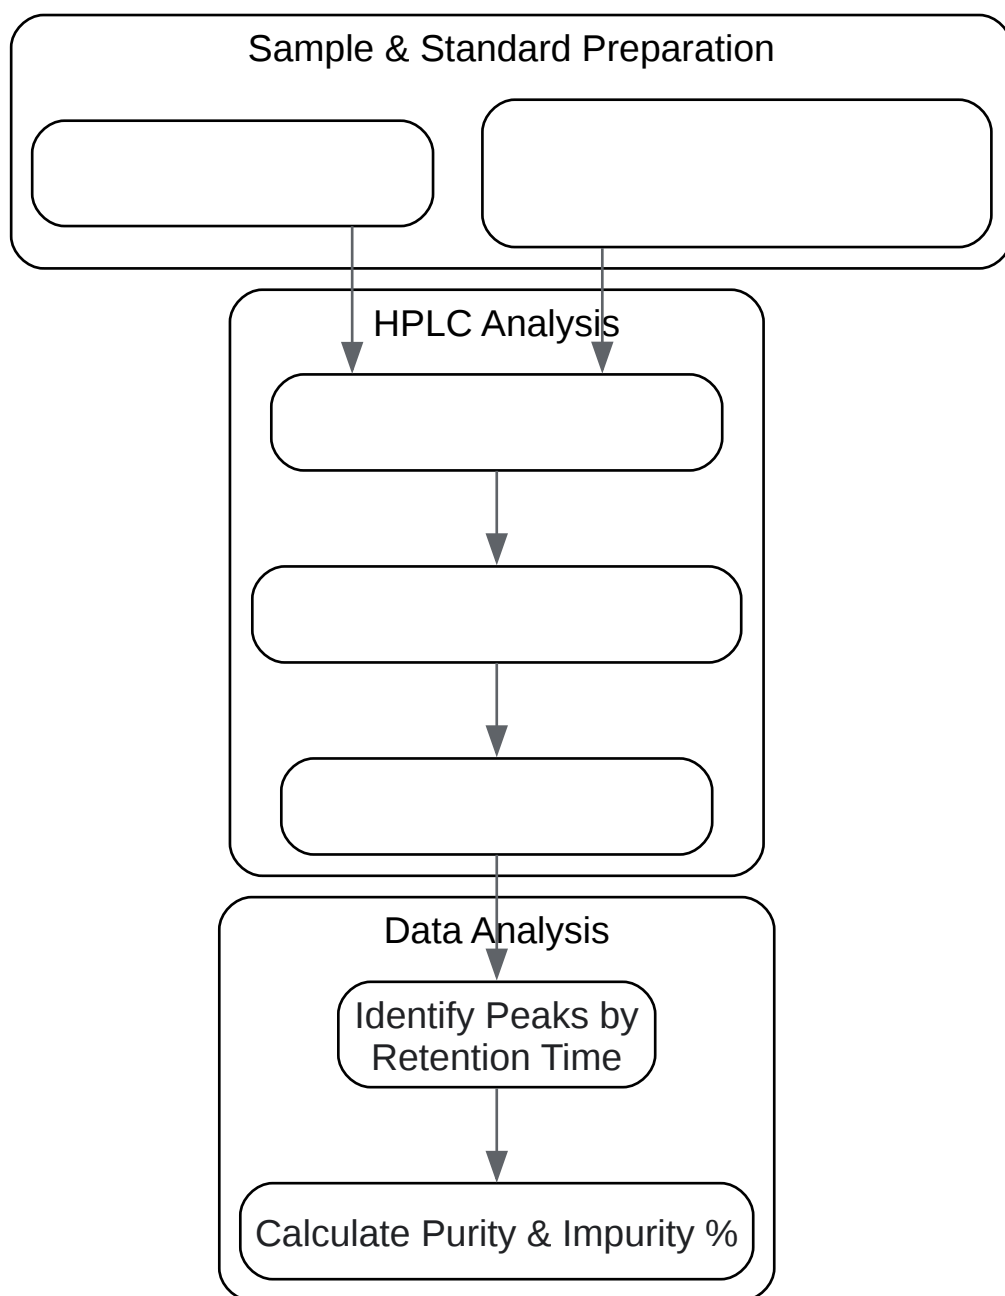 Sample & Standard Preparation
HPLC Analysis
Data Analysis
Identify Peaks by
Retention Time
Calculate Purity & Impurity %